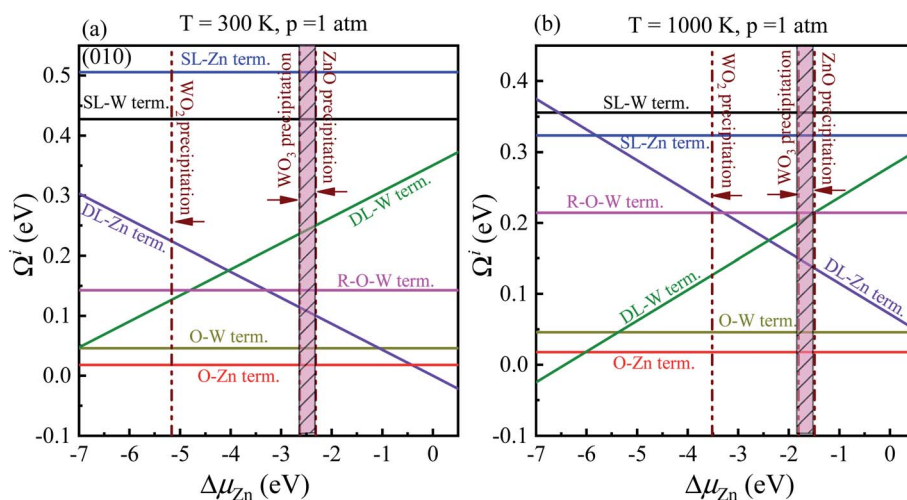 (a)
T = 300 K, p =1 atm
(010)
SL-Zn term.
SL-W term.
WO2 precipitation
WO3 precipitation
ZnO precipitation
DL-Zn term.
DL-W term.
R-O-W term.
O-W term.
O-Zn term.
0.5
0.4
0.3
0.2
0.1
0.0
-0.1
Ωⁱ (eV)
-7 -6 -5 -4 -3 -2 -1 0
Δμ_Zn (eV)
(b)
T = 1000 K, p =1 atm
SL-W term.
SL-Zn term.
WO2 precipitation
WO3 precipitation
ZnO precipitation
R-O-W term.
DL-W term.
DL-Zn term.
O-W term.
O-Zn term.
0.4
0.3
0.2
0.1
0.0
-0.1
Ωⁱ (eV)
-7 -6 -5 -4 -3 -2 -1 0
Δμ_Zn (eV)